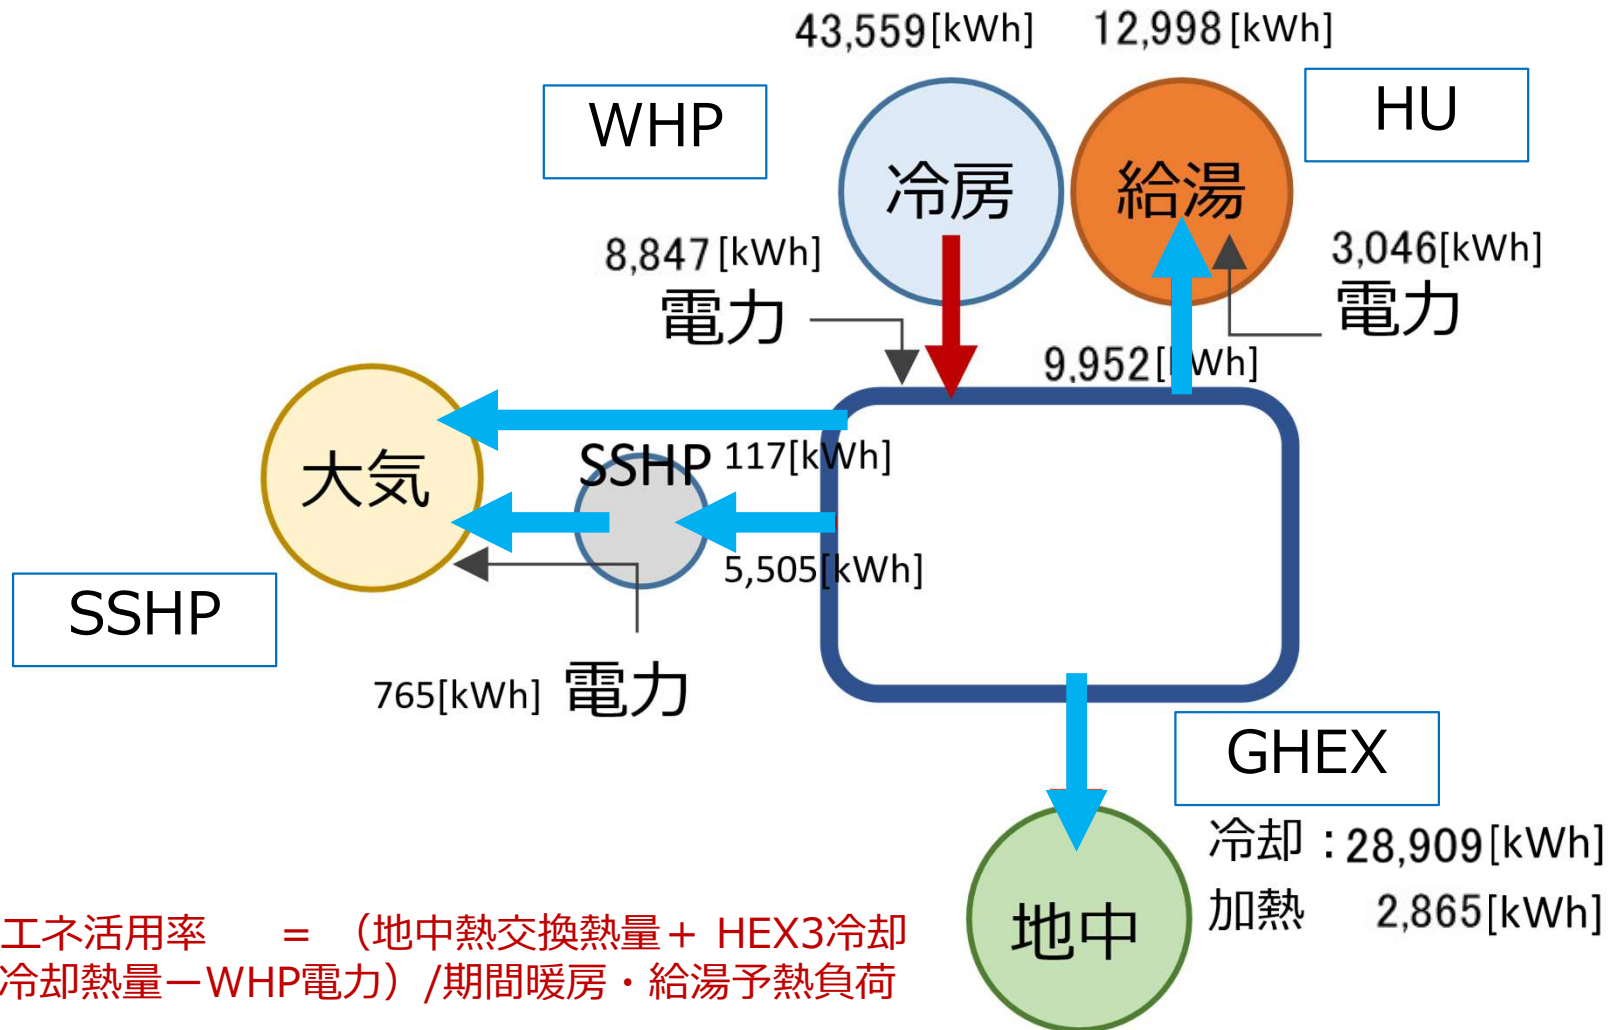 43,559[kWh]
12,998[kWh]
WHP
HU
冷房
給湯
8,847[kWh]
電力
3,046[kWh]
電力
9,952[kWh]
大気
SSHP
117[kWh]
5,505[kWh]
SSHP
765[kWh]
電力
GHEX
冷却：28,909[kWh]
加熱 2,865[kWh]
地中
エネ活用率 = （地中熱交換熱量＋ HEX3冷却
冷却熱量ーWHP電力）/期間暖房・給湯予熱負荷